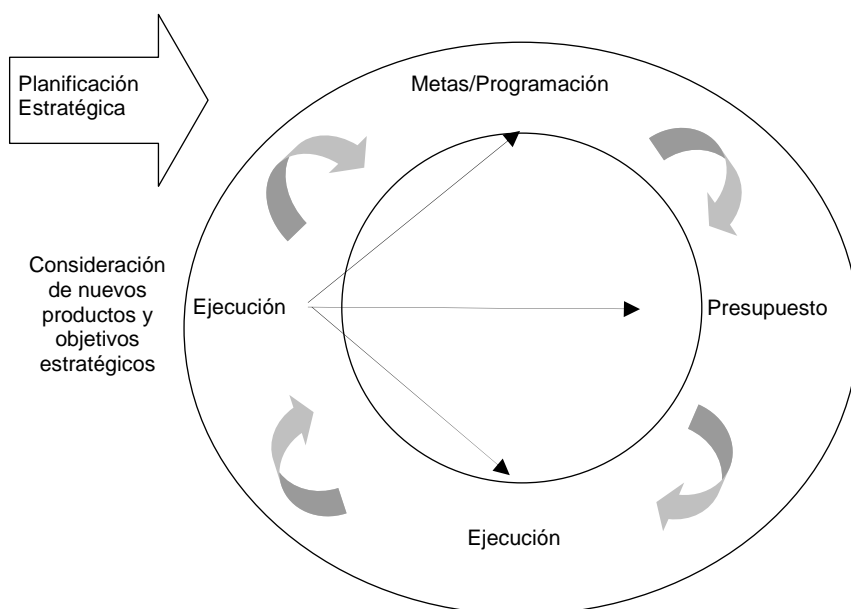 Planificación
Estratégica
Metas/Programación
Consideración
de nuevos
productos y
objetivos
estratégicos
Ejecución
Presupuesto
Ejecución